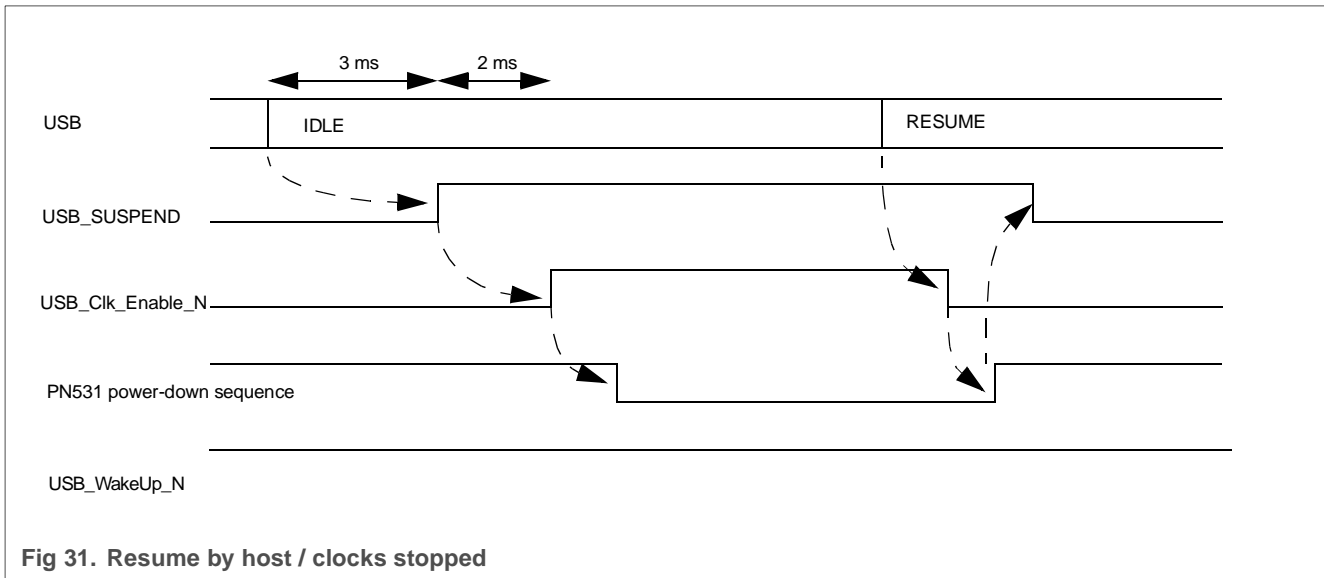 3 ms
2 ms
USB
IDLE
RESUME
USB_SUSPEND
USB_Clk_Enable_N
PN531 power-down sequence
USB_WakeUp_N
Fig 31. Resume by host / clocks stopped